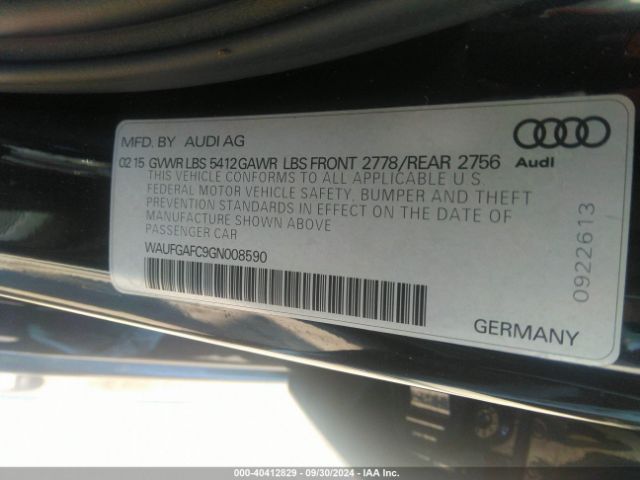 MFD. BY AUDI AG
02 15 GVWR LBS 5412 GAWR LBS FRONT 2778/REAR 2756
Audi
THIS VEHICLE CONFORMS TO ALL APPLICABLE U S
FEDERAL MOTOR VEHICLE SAFETY, BUMPER AND THEFT
PREVENTION STANDARDS IN EFFECT ON THE DATE OF
MANUFACTURE SHOWN ABOVE
PASSENGER CAR
WAUFGAFC9GN008590
0922613
GERMANY
000-40412829 - 09/30/2024 - IAA Inc.